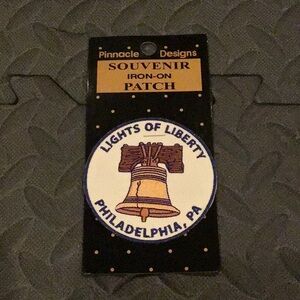 Pinnacle Designs
SOUVENIR
IRON-ON
PATCH
LIGHTS OF LIBERTY
PHILADELPHIA, PA